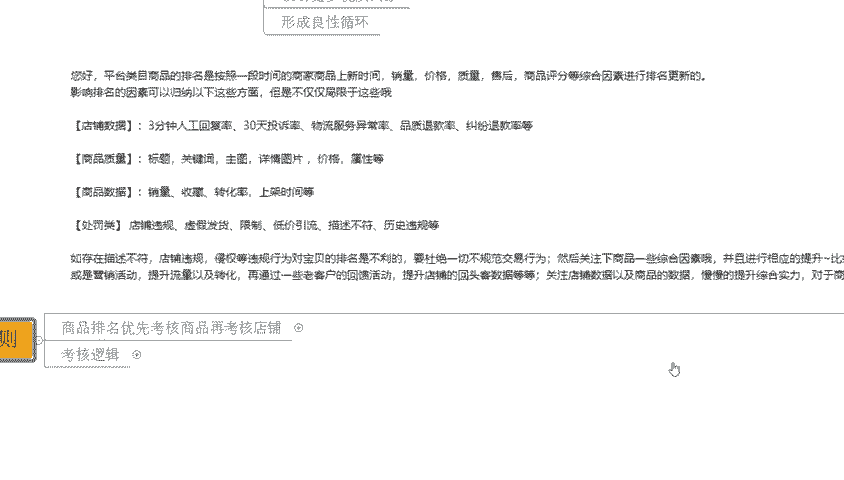 形成良性循环
您好，平台类目商品的排名是按照一段时间的商家商品上新时间，销量，价格，质量，售后，商品评分等综合因素进行排名更新的。
影响排名的因素可以归纳以下这些方面，但是不仅仅局限于这些哦
【店铺数据】：3分钟人工回复率、30天投诉率、物流服务异常率、品质退款率、纠纷退款率等
【商品质量】：标题，关键词，主图，详情图片 ，价格，属性等
【商品数据】：销量、收藏、转化率，上架时间等
【处罚类】 店铺违规、虚假发货、限制、低价引流、描述不符、历史违规等
如存在描述不符，店铺违规，侵权等违规行为对宝贝的排名是不利的，要杜绝一切不规范交易行为；然后关注下商品一些综合因素哦，并且进行相应的提升~比
或是营销活动，提升流量以及转化，再通过一些老客户的回馈活动，提升店铺的回头客数据等等；关注店铺数据以及商品的数据，慢慢的提升综合实力，对于商
则
商品排名优先考核商品再考核店铺
考核逻辑